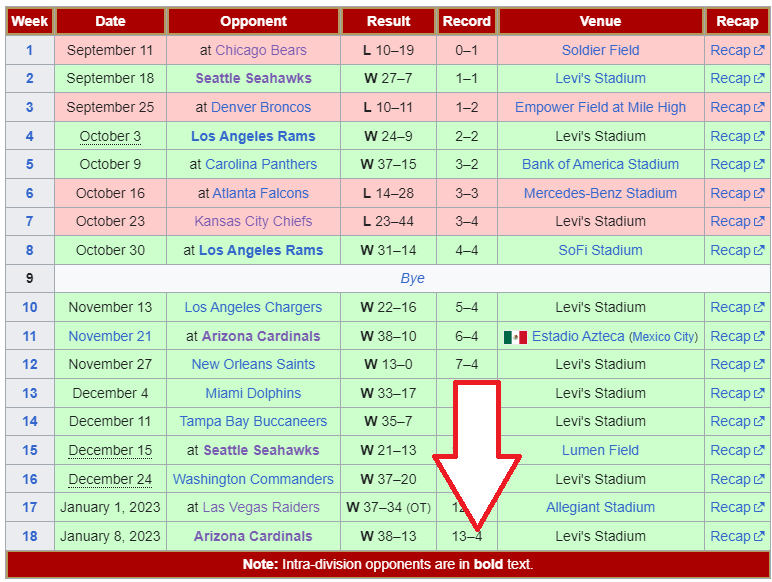 Week Date Opponent Result Record Venue Recap
1 September 11 at Chicago Bears L 10–19 0–1 Soldier Field Recap
2 September 18 Seattle Seahawks W 27–7 1–1 Levi's Stadium Recap
3 September 25 at Denver Broncos L 10–11 1–2 Empower Field at Mile High Recap
4 October 3 Los Angeles Rams W 24–9 2–2 Levi's Stadium Recap
5 October 9 at Carolina Panthers W 37–15 3–2 Bank of America Stadium Recap
6 October 16 at Atlanta Falcons L 14–28 3–3 Mercedes-Benz Stadium Recap
7 October 23 Kansas City Chiefs L 23–44 3–4 Levi's Stadium Recap
8 October 30 at Los Angeles Rams W 31–14 4–4 SoFi Stadium Recap
9 Bye
10 November 13 Los Angeles Chargers W 22–16 5–4 Levi's Stadium Recap
11 November 21 at Arizona Cardinals W 38–10 6–4 Estadio Azteca (Mexico City) Recap
12 November 27 New Orleans Saints W 13–0 7–4 Levi's Stadium Recap
13 December 4 Miami Dolphins W 33–17 Levi's Stadium Recap
14 December 11 Tampa Bay Buccaneers W 35–7 Levi's Stadium Recap
15 December 15 at Seattle Seahawks W 21–13 Lumen Field Recap
16 December 24 Washington Commanders W 37–20 Levi's Stadium Recap
17 January 1, 2023 at Las Vegas Raiders W 37–34 (OT) Allegiant Stadium Recap
18 January 8, 2023 Arizona Cardinals W 38–13 13–4 Levi's Stadium Recap
Note: Intra-division opponents are in bold text.